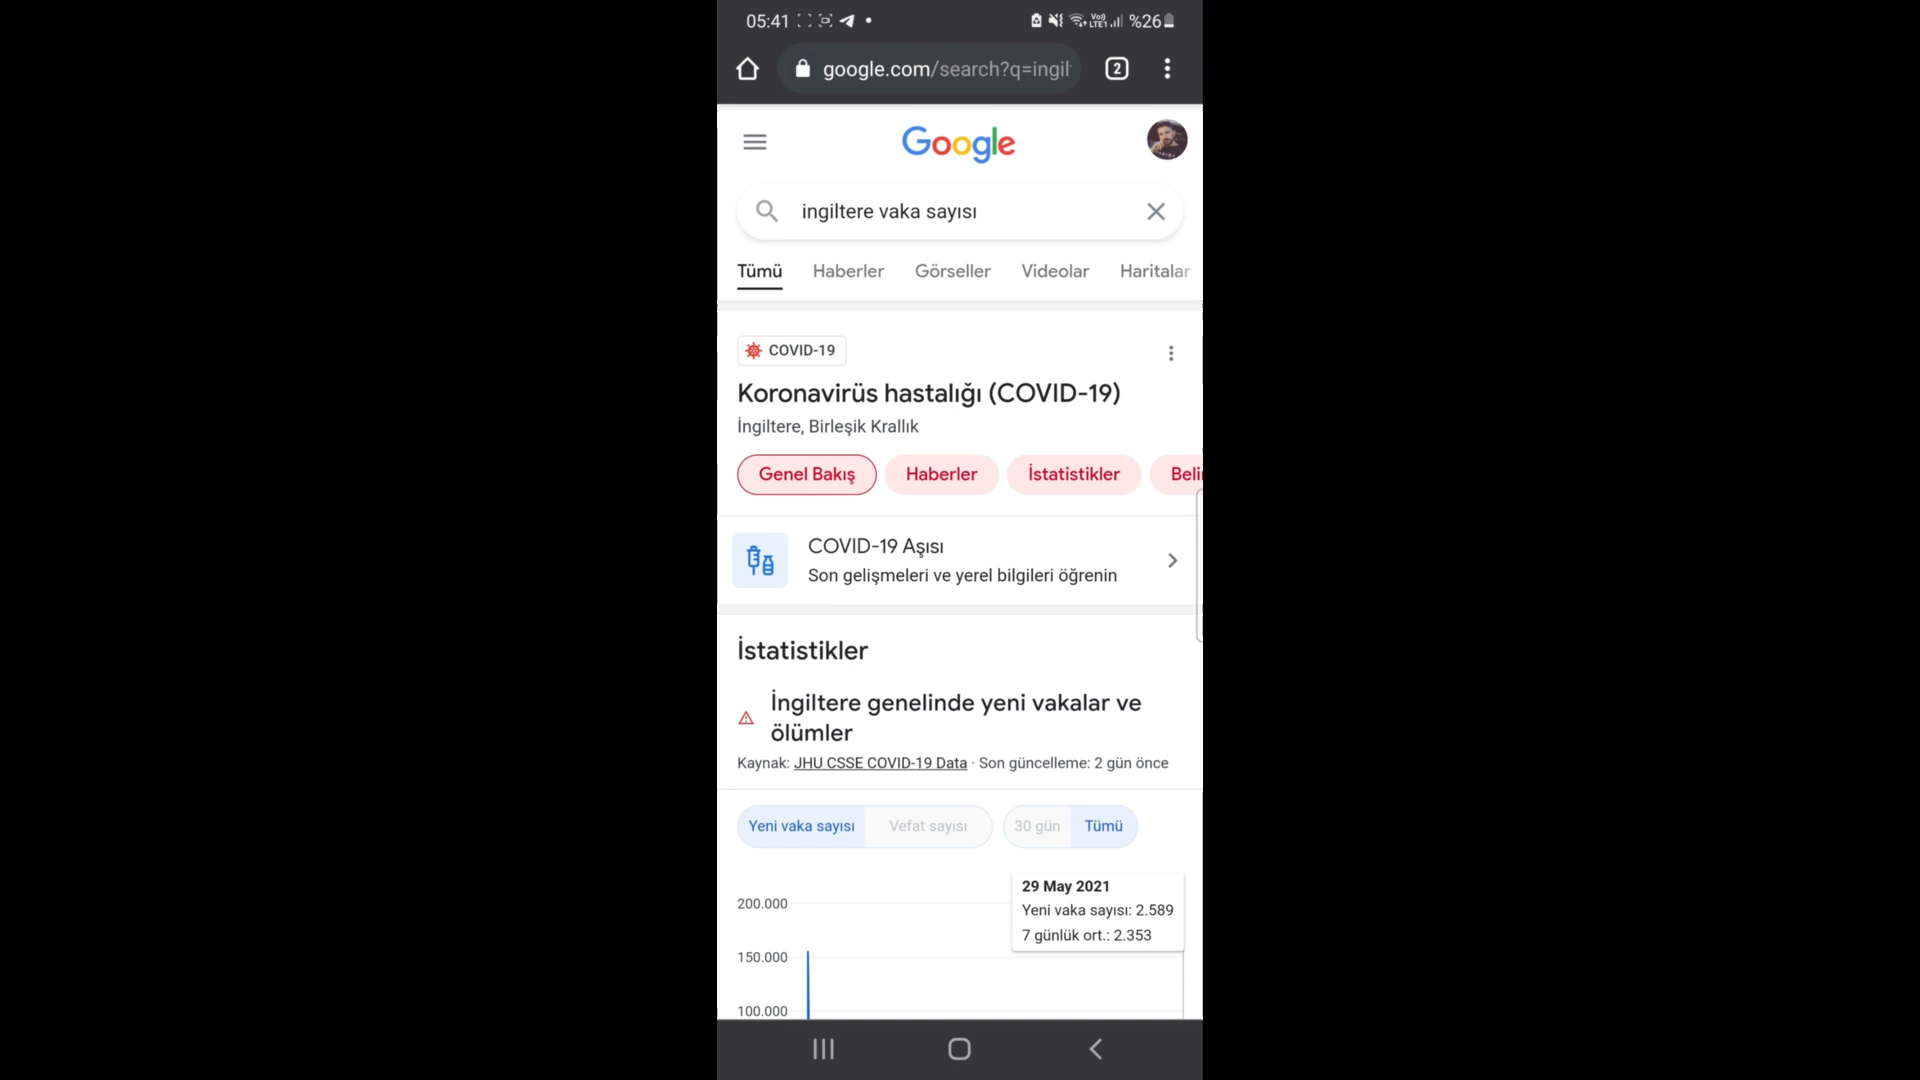 05:41
Vo)) LTE1 %26
google.com/search?q=ingil
2
Google
ingiltere vaka sayısı
Tümü Haberler Görseller Videolar Haritalar
COVID-19
Koronavirüs hastalığı (COVID-19)
İngiltere, Birleşik Krallık
Genel Bakış Haberler İstatistikler Beli
COVID-19 Aşısı
Son gelişmeleri ve yerel bilgileri öğrenin
İstatistikler
İngiltere genelinde yeni vakalar ve
ölümler
Kaynak: JHU CSSE COVID-19 Data · Son güncelleme: 2 gün önce
Yeni vaka sayısı Vefat sayısı 30 gün Tümü
29 May 2021
Yeni vaka sayısı: 2.589
7 günlük ort.: 2.353
200.000
150.000
100.000